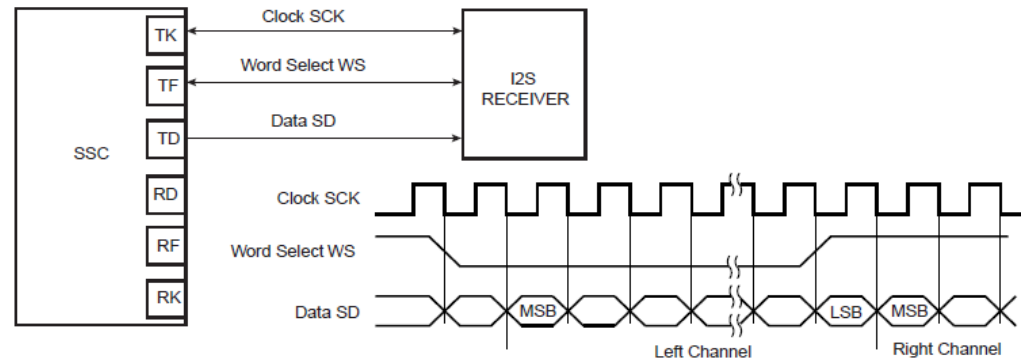 Clock SCK
TK
Word Select WS
TF
I2S
RECEIVER
Data SD
TD
SSC
RD
Clock SCK
RF
Word Select WS
RK
Data SD
MSB
LSB
MSB
Left Channel
Right Channel